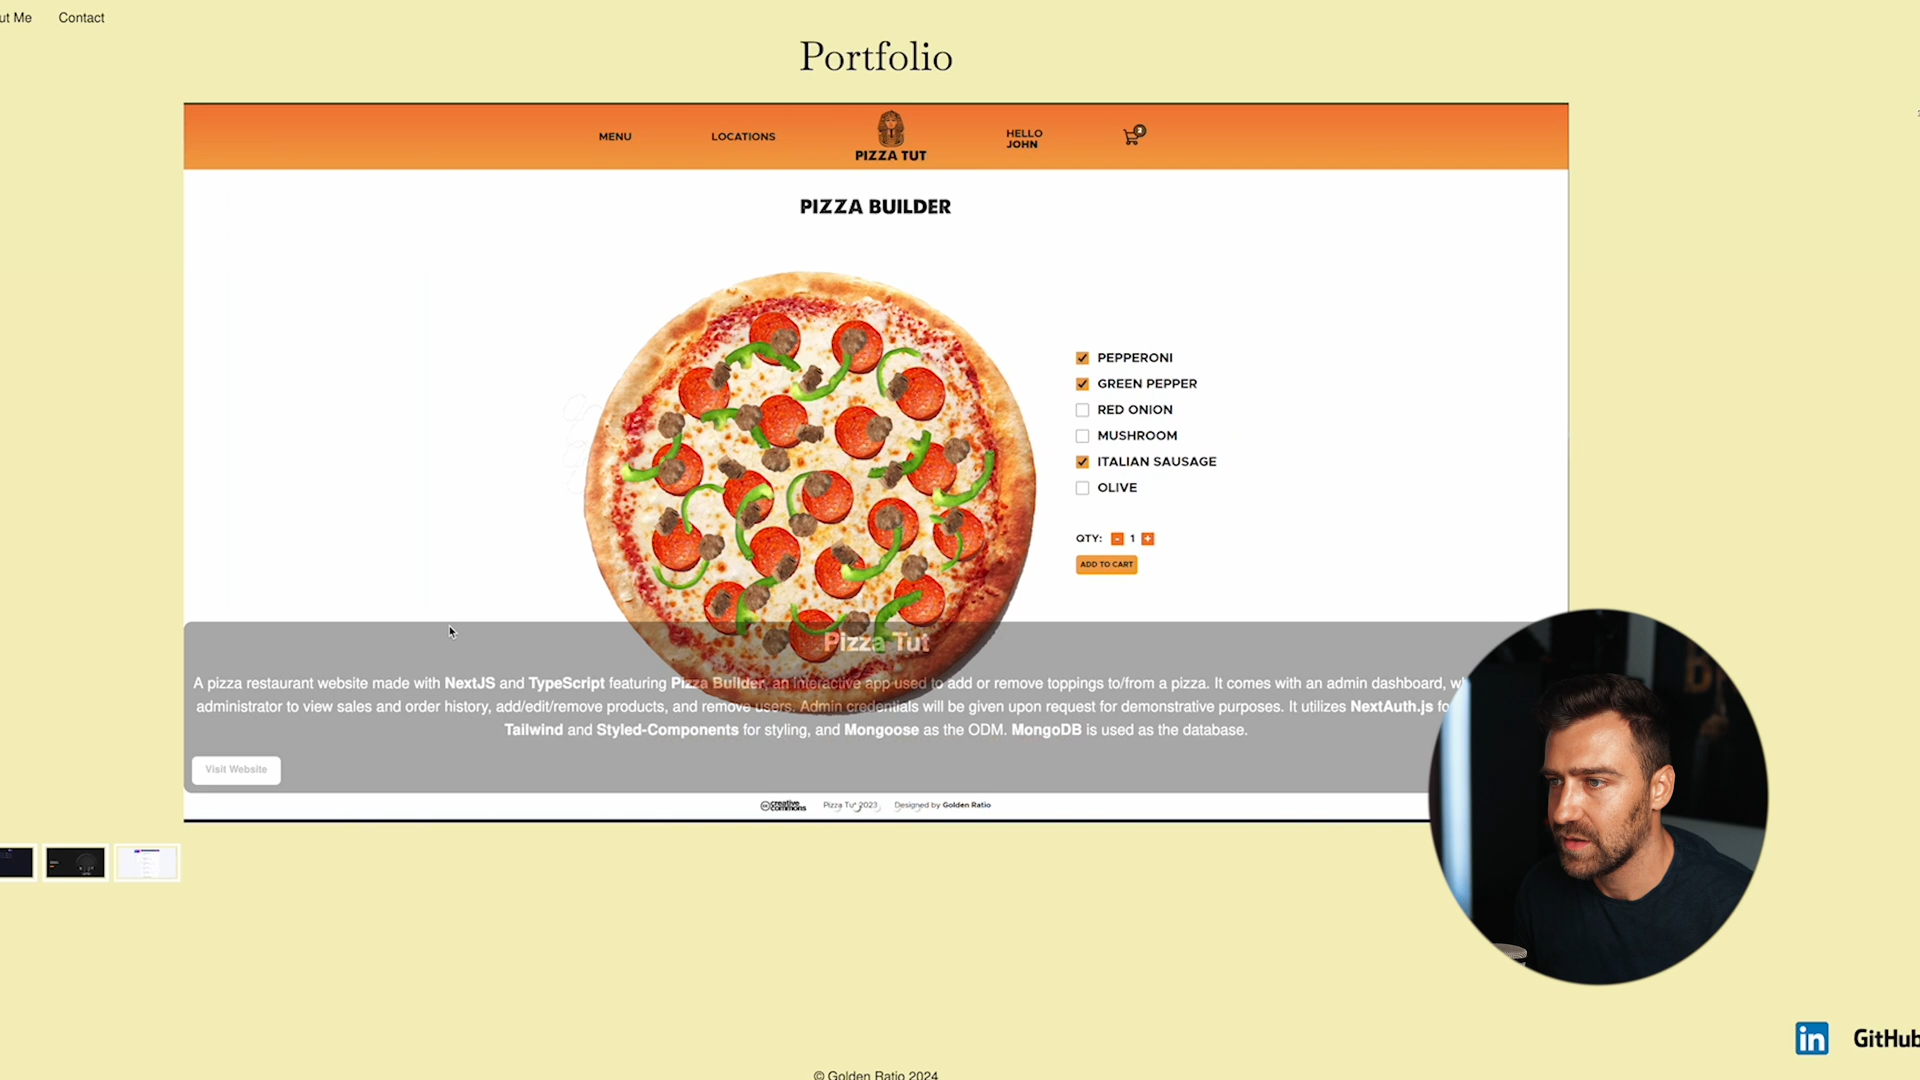 ut Me Contact
Portfolio
MENU LOCATIONS PIZZA TUT HELLO JOHN 2
PIZZA BUILDER
PEPPERONI
GREEN PEPPER
RED ONION
MUSHROOM
ITALIAN SAUSAGE
OLIVE
QTY: - 1 +
ADD TO CART
Pizza Tut
A pizza restaurant website made with NextJS and TypeScript featuring Pizza Builder, an interactive app used to add or remove toppings to/from a pizza. It comes with an admin dashboard, w
administrator to view sales and order history, add/edit/remove products, and remove users. Admin credentials will be given upon request for demonstrative purposes. It utilizes NextAuth.js fo
Tailwind and Styled-Components for styling, and Mongoose as the ODM. MongoDB is used as the database.
Visit Website
creative commons Pizza Tut 2023 Designed by Golden Ratio
in GitHub
© Golden Ratio 2024